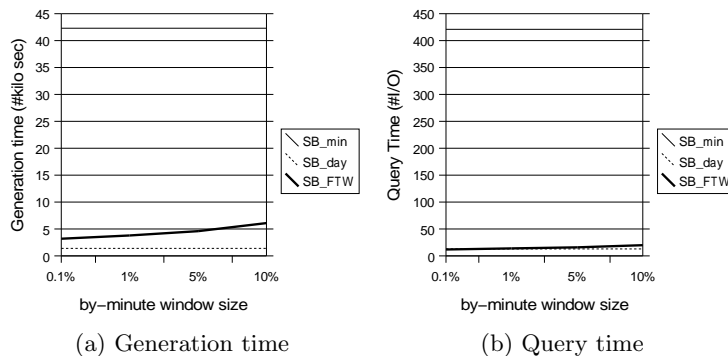 45
40
35
30
25
20
15
10
5
0
Generation time (#kilo sec)
0.1% 1% 5% 10%
by-minute window size
SB_min
SB_day
SB_FTW
(a) Generation time
450
400
350
300
250
200
150
100
50
0
Query Time (#I/O)
0.1% 1% 5% 10%
by-minute window size
SB_min
SB_day
SB_FTW
(b) Query time